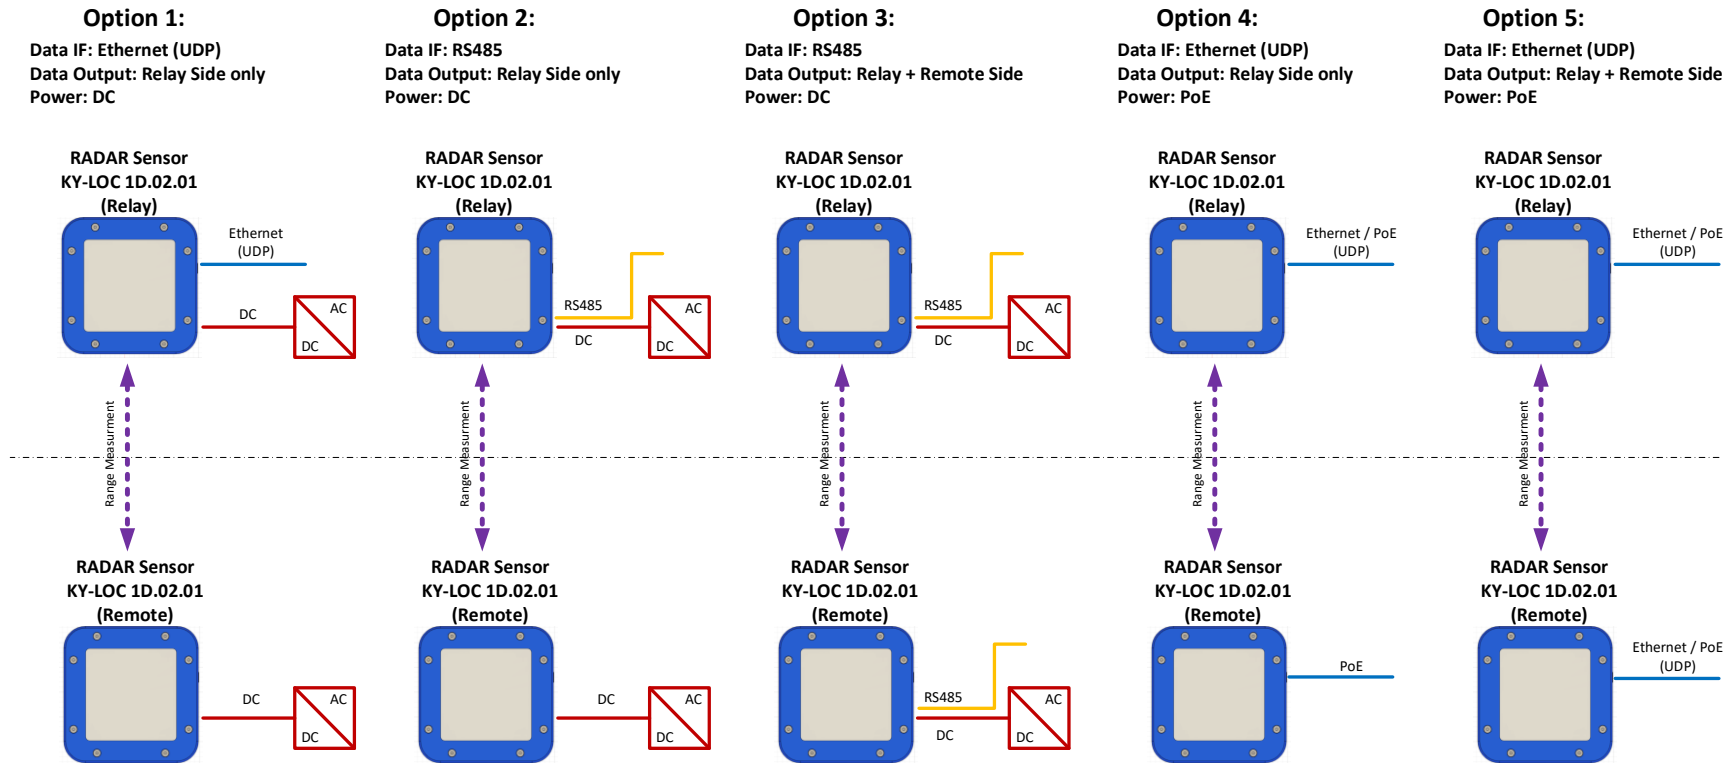 Option 1:
Data IF: Ethernet (UDP)
Data Output: Relay Side only
Power: DC
RADAR Sensor
KY-LOC 1D.02.01
(Relay)
Ethernet
(UDP)
DC
AC
DC
Range Measurment
RADAR Sensor
KY-LOC 1D.02.01
(Remote)
DC
AC
DC
Option 2:
Data IF: RS485
Data Output: Relay Side only
Power: DC
RADAR Sensor
KY-LOC 1D.02.01
(Relay)
RS485
DC
AC
DC
Range Measurment
RADAR Sensor
KY-LOC 1D.02.01
(Remote)
DC
AC
DC
Option 3:
Data IF: RS485
Data Output: Relay + Remote Side
Power: DC
RADAR Sensor
KY-LOC 1D.02.01
(Relay)
RS485
DC
AC
DC
Range Measurment
RADAR Sensor
KY-LOC 1D.02.01
(Remote)
RS485
DC
AC
DC
Option 4:
Data IF: Ethernet (UDP)
Data Output: Relay Side only
Power: PoE
RADAR Sensor
KY-LOC 1D.02.01
(Relay)
Ethernet / PoE
(UDP)
Range Measurment
RADAR Sensor
KY-LOC 1D.02.01
(Remote)
PoE
Option 5:
Data IF: Ethernet (UDP)
Data Output: Relay + Remote Side
Power: PoE
RADAR Sensor
KY-LOC 1D.02.01
(Relay)
Ethernet / PoE
(UDP)
Range Measurment
RADAR Sensor
KY-LOC 1D.02.01
(Remote)
Ethernet / PoE
(UDP)